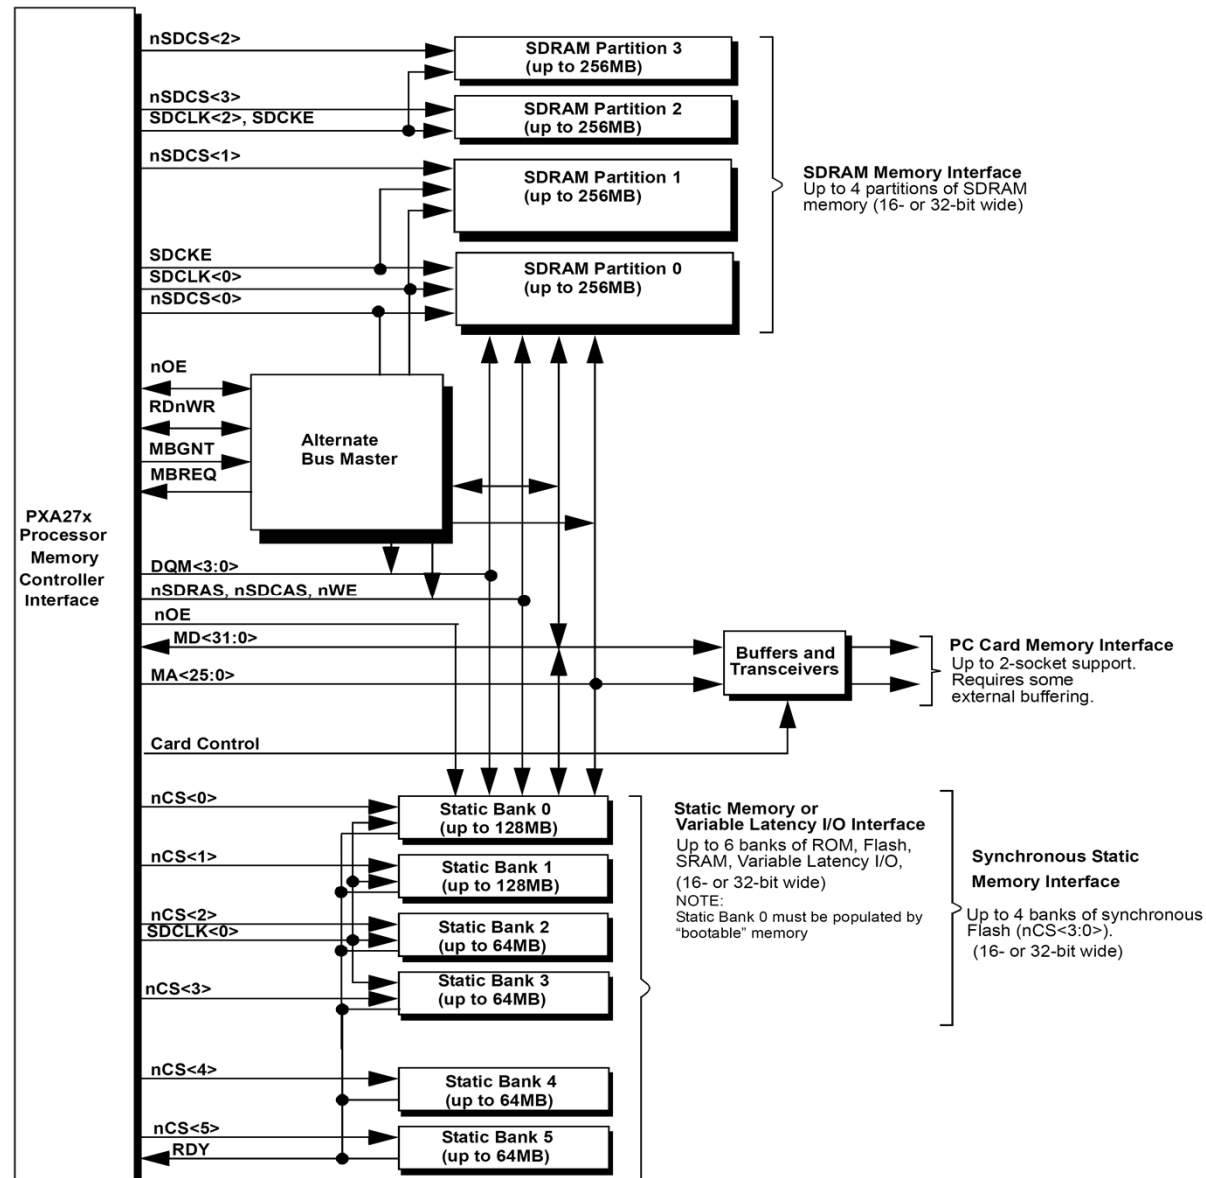 nSDCS<2>
SDRAM Partition 3
(up to 256MB)
nSDCS<3>
SDCLK<2>, SDCKE
SDRAM Partition 2
(up to 256MB)
nSDCS<1>
SDRAM Partition 1
(up to 256MB)
SDRAM Memory Interface
Up to 4 partitions of SDRAM
memory (16- or 32-bit wide)
SDCKE
SDCLK<0>
nSDCS<0>
SDRAM Partition 0
(up to 256MB)
nOE
RDnWR
MBGNT
MBREQ
Alternate
Bus Master
PXA27x
Processor
Memory
Controller
Interface
DQM<3:0>
nSDRAS, nSDCAS, nWE
nOE
MD<31:0>
MA<25:0>
Buffers and
Transceivers
PC Card Memory Interface
Up to 2-socket support.
Requires some
external buffering.
Card Control
nCS<0>
Static Bank 0
(up to 128MB)
nCS<1>
Static Bank 1
(up to 128MB)
nCS<2>
SDCLK<0>
Static Bank 2
(up to 64MB)
nCS<3>
Static Bank 3
(up to 64MB)
nCS<4>
Static Bank 4
(up to 64MB)
nCS<5>
RDY
Static Bank 5
(up to 64MB)
Static Memory or
Variable Latency I/O Interface
Up to 6 banks of ROM, Flash,
SRAM, Variable Latency I/O,
(16- or 32-bit wide)
NOTE:
Static Bank 0 must be populated by
“bootable” memory
Synchronous Static
Memory Interface
Up to 4 banks of synchronous
Flash (nCS<3:0>).
(16- or 32-bit wide)